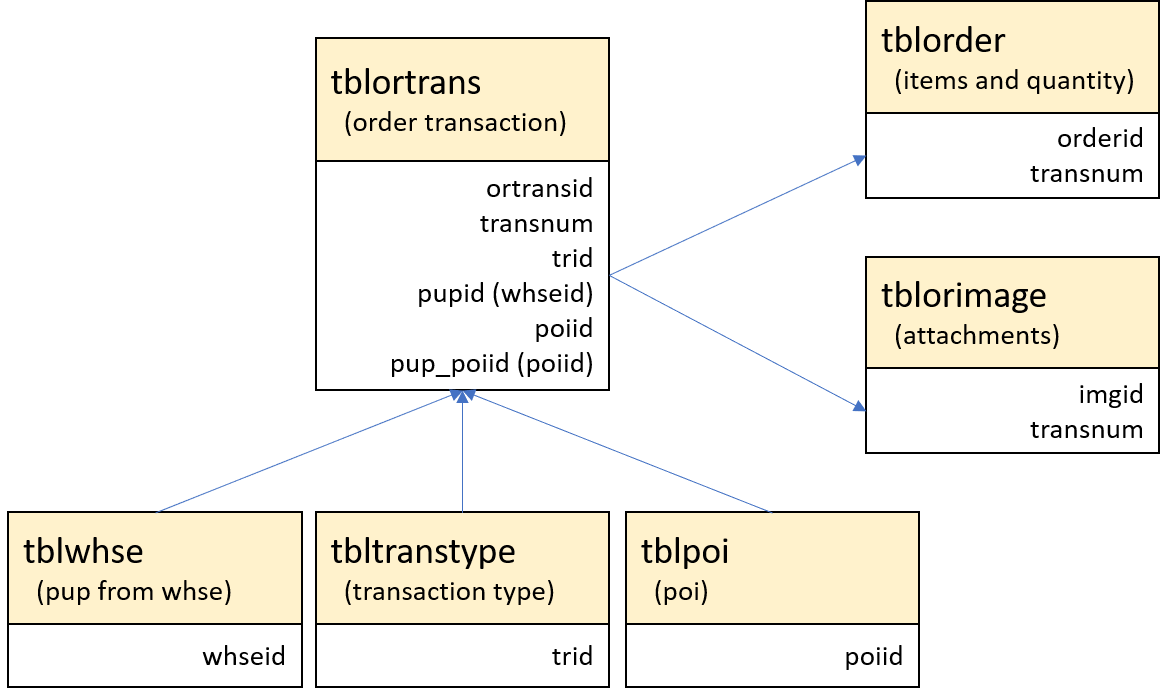 tblortrans
(order transaction)
ortransid
transnum
trid
pupid (whseid)
poiid
pup_poiid (poiid)
tblorder
(items and quantity)
orderid
transnum
tblorimage
(attachments)
imgid
transnum
tblwhse
(pup from whse)
whseid
tbltranstype
(transaction type)
trid
tblpoi
(poi)
poiid